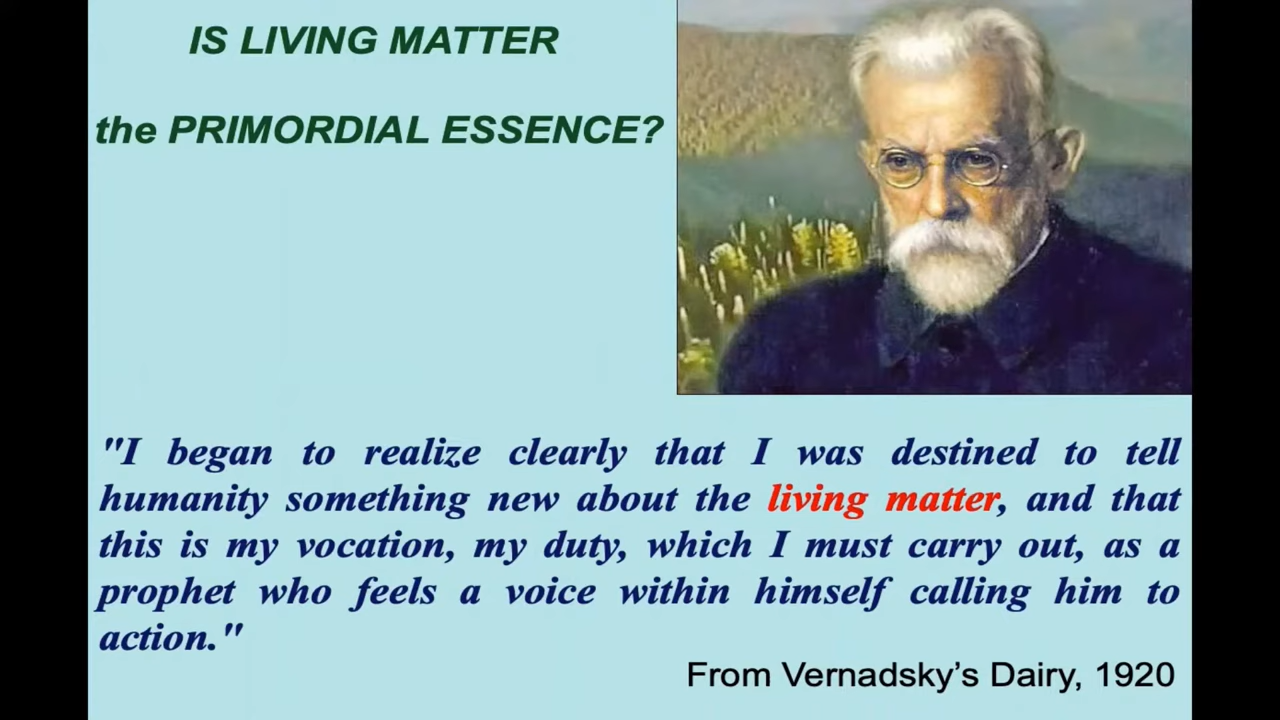 IS LIVING MATTER
the PRIMORDIAL ESSENCE?
"I began to realize clearly that I was destined to tell
humanity something new about the living matter, and that
this is my vocation, my duty, which I must carry out, as a
prophet who feels a voice within himself calling him to
action."
From Vernadsky’s Dairy, 1920